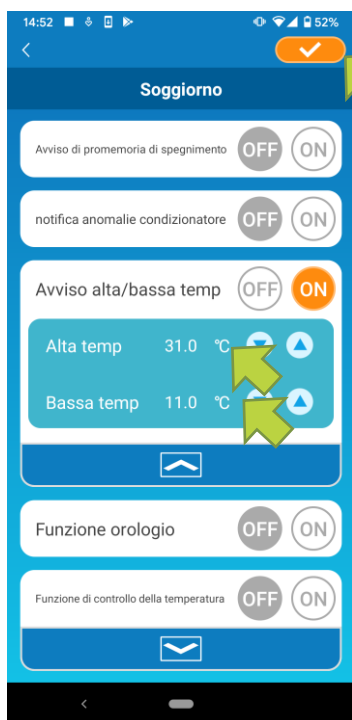 14:52 52%
Soggiorno
Avviso di promemoria di spegnimento OFF ON
notifica anomalie condizionatore OFF ON
Avviso alta/bassa temp OFF ON
Alta temp 31.0 ℃
Bassa temp 11.0 ℃
Funzione orologio OFF ON
Funzione di controllo della temperatura OFF ON